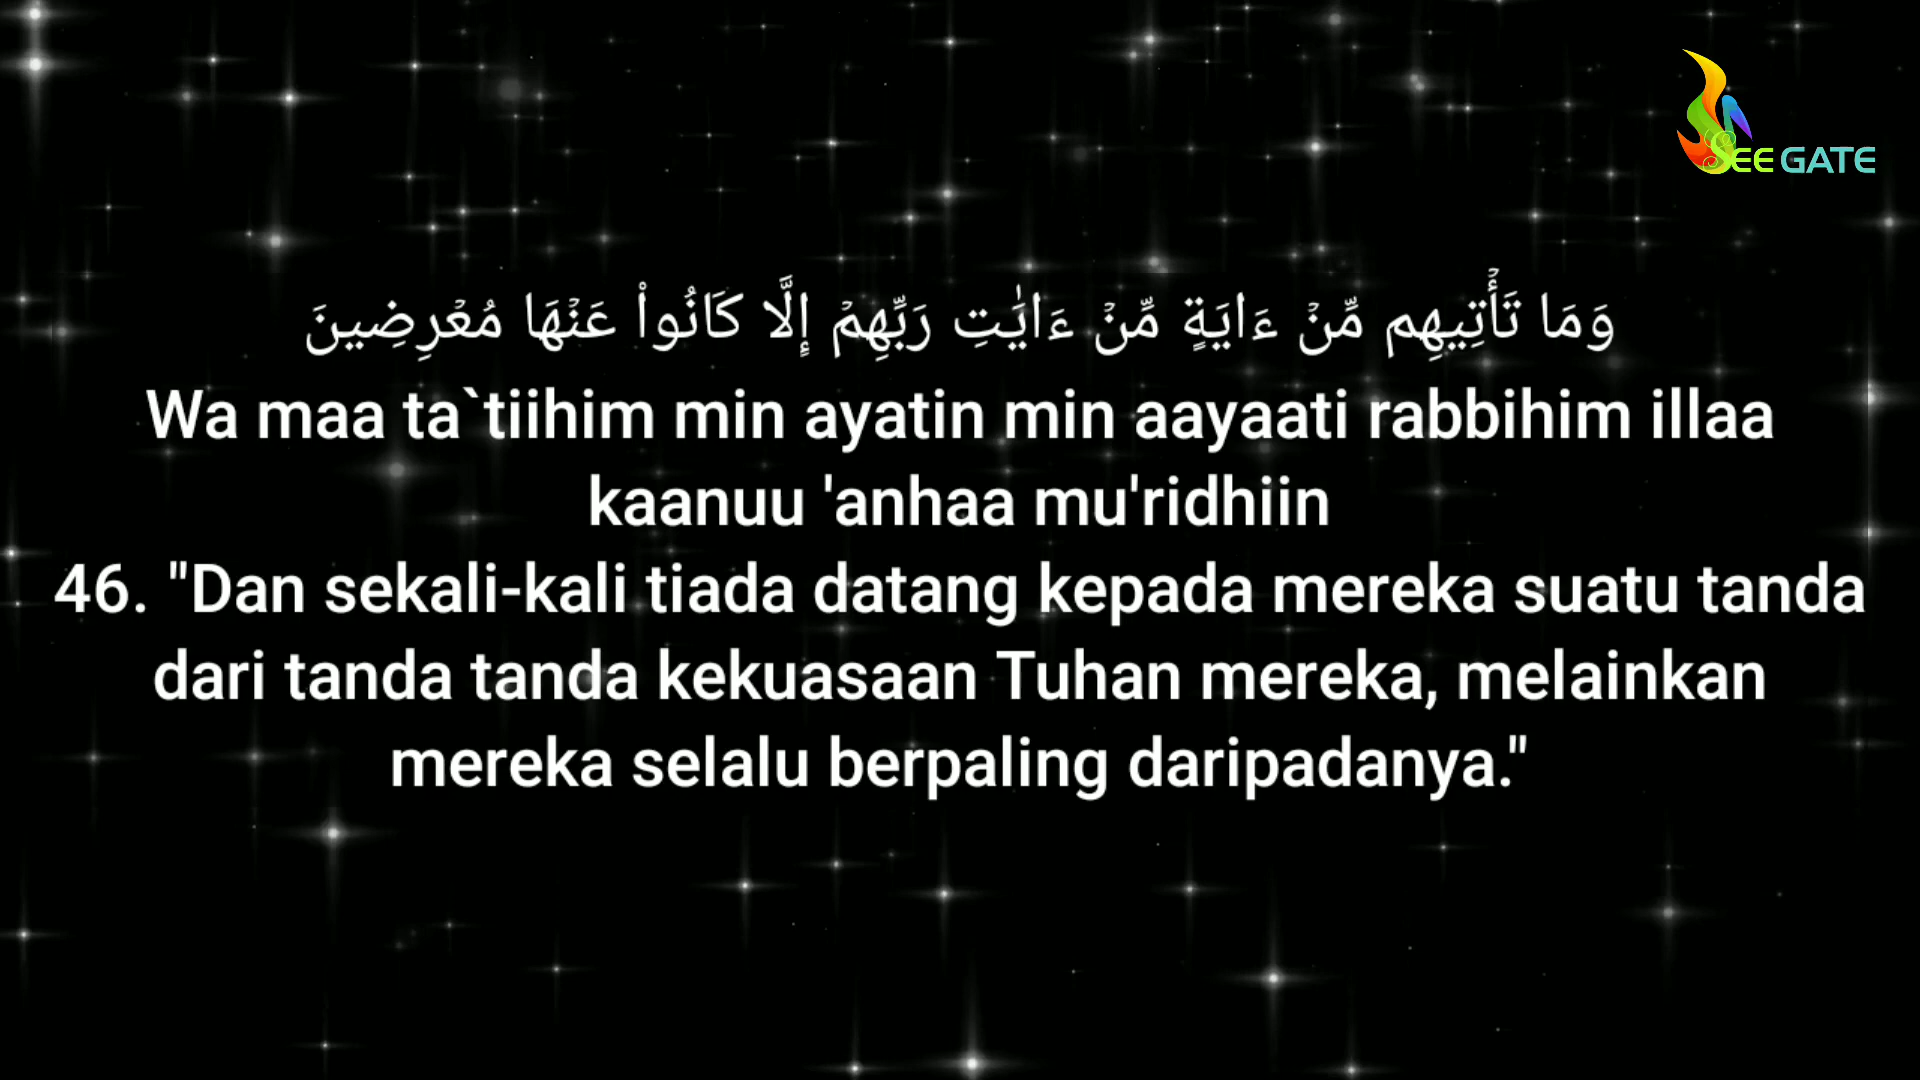 SEE GATE
وَمَا تَأْتِيهِم مِّنْ ءَايَةٍ مِّنْ ءَايَٰتِ رَبِّهِمْ إِلَّا كَانُوا۟ عَنْهَا مُعْرِضِينَ
Wa maa ta`tiihim min ayatin min aayaati rabbihim illaa
kaanuu 'anhaa mu'ridhiin
46. "Dan sekali-kali tiada datang kepada mereka suatu tanda
dari tanda tanda kekuasaan Tuhan mereka, melainkan
mereka selalu berpaling daripadanya."